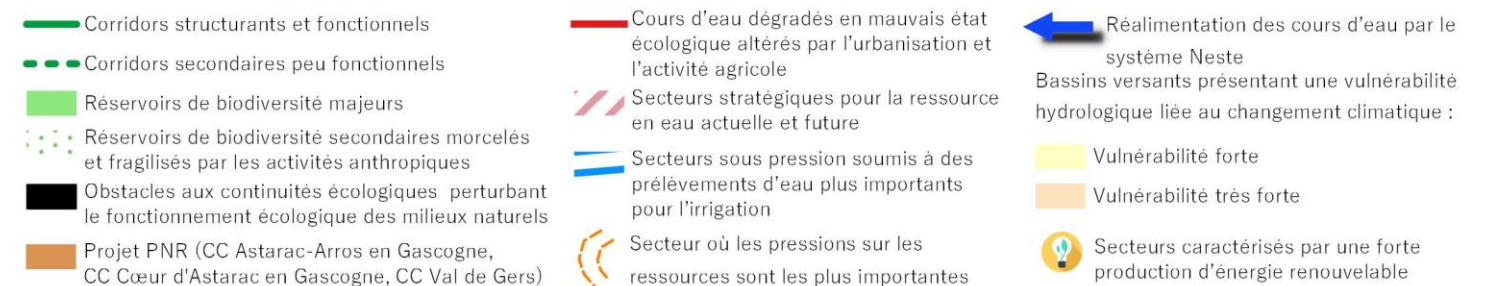 Corridors structurants et fonctionnels
Corridors secondaires peu fonctionnels
Réservoirs de biodiversité majeurs
Réservoirs de biodiversité secondaires morcelés
et fragilisés par les activités anthropiques
Obstacles aux continuités écologiques perturbant
le fonctionnement écologique des milieux naturels
Projet PNR (CC Astarac-Arros en Gascogne,
CC Cœur d'Astarac en Gascogne, CC Val de Gers)
Cours d'eau dégradés en mauvais état
écologique altérés par l'urbanisation et
l'activité agricole
Secteurs stratégiques pour la ressource
en eau actuelle et future
Secteurs sous pression soumis à des
prélèvements d'eau plus importants
pour l'irrigation
Secteur où les pressions sur les
ressources sont les plus importantes
Réalimentation des cours d'eau par le
système Neste
Bassins versants présentant une vulnérabilité
hydrologique liée au changement climatique :
Vulnérabilité forte
Vulnérabilité très forte
Secteurs caractérisés par une forte
production d'énergie renouvelable